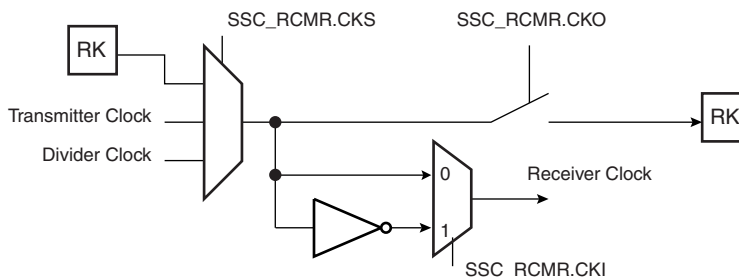 SSC_RCMR.CKS
SSC_RCMR.CKO
RK
Transmitter Clock
RK
Divider Clock
0
Receiver Clock
1
SSC_RCMR.CKI